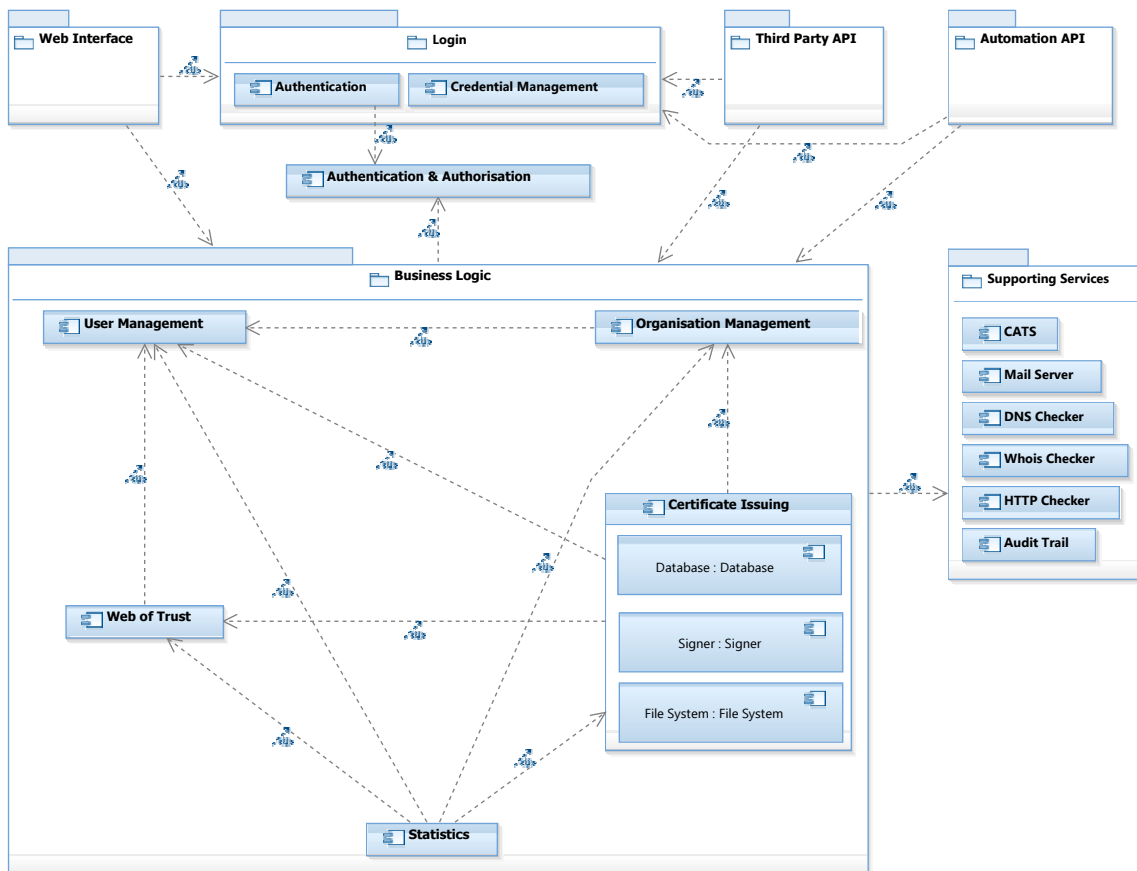 Web Interface
Login
Third Party API
Automation API
Authentication
Credential Management
Authentication & Authorisation
Business Logic
Supporting Services
User Management
Organisation Management
CATS
Mail Server
DNS Checker
Whois Checker
HTTP Checker
Audit Trail
Certificate Issuing
Database : Database
Signer : Signer
File System : File System
Web of Trust
Statistics